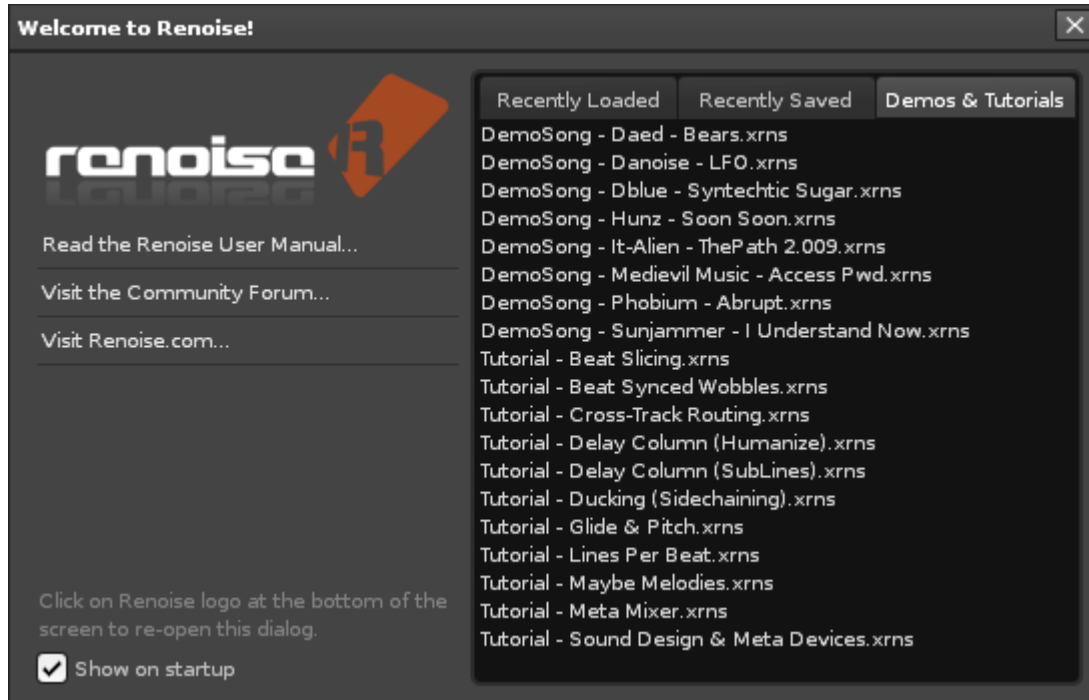 Welcome to Renoise!
renoise
Read the Renoise User Manual...
Visit the Community Forum...
Visit Renoise.com...
Click on Renoise logo at the bottom of the
screen to re-open this dialog.
Show on startup
Recently Loaded Recently Saved Demos & Tutorials
DemoSong - Daed - Bears.xrns
DemoSong - Danoise - LFO.xrns
DemoSong - Dblue - Syntechtic Sugar.xrns
DemoSong - Hunz - Soon Soon.xrns
DemoSong - It-Alien - ThePath 2.009.xrns
DemoSong - Medievil Music - Access Pwd.xrns
DemoSong - Phobium - Abrupt.xrns
DemoSong - Sunjammer - I Understand Now.xrns
Tutorial - Beat Slicing.xrns
Tutorial - Beat Synced Wobbles.xrns
Tutorial - Cross-Track Routing.xrns
Tutorial - Delay Column (Humanize).xrns
Tutorial - Delay Column (SubLines).xrns
Tutorial - Ducking (Sidechaining).xrns
Tutorial - Glide & Pitch.xrns
Tutorial - Lines Per Beat.xrns
Tutorial - Maybe Melodies.xrns
Tutorial - Meta Mixer.xrns
Tutorial - Sound Design & Meta Devices.xrns